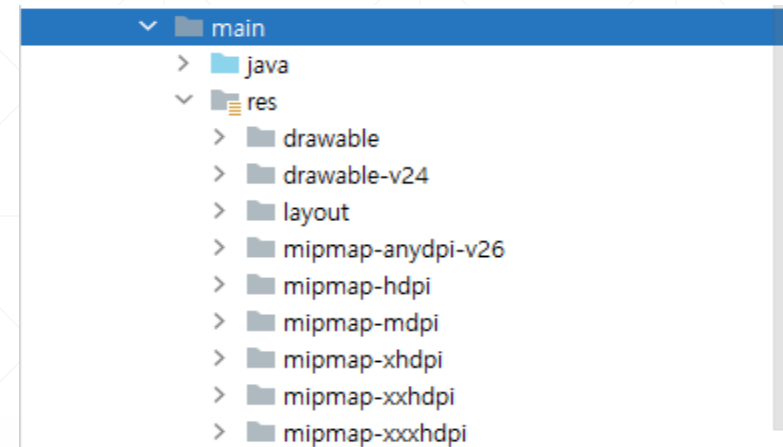 main
java
res
drawable
drawable-v24
layout
mipmap-anydpi-v26
mipmap-hdpi
mipmap-mdpi
mipmap-xhdpi
mipmap-xxhdpi
mipmap-xxxhdpi